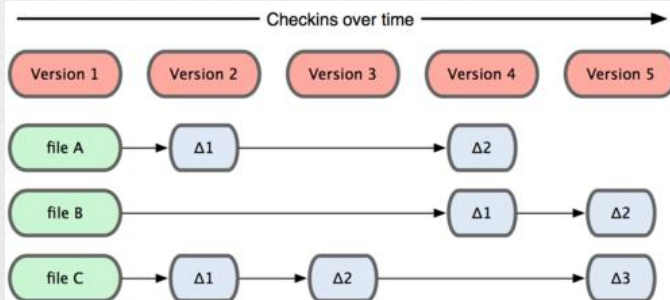 Checkins over time
Version 1 Version 2 Version 3 Version 4 Version 5
file A Δ1 Δ2
file B Δ1 Δ2
file C Δ1 Δ2 Δ3